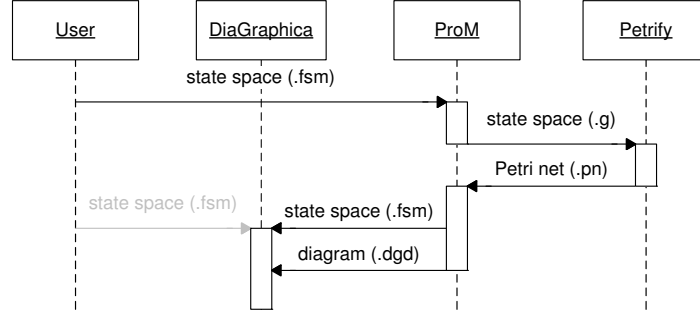 User
DiaGraphica
ProM
Petrify
state space (.fsm)
state space (.g)
Petri net (.pn)
state space (.fsm)
state space (.fsm)
diagram (.dgd)